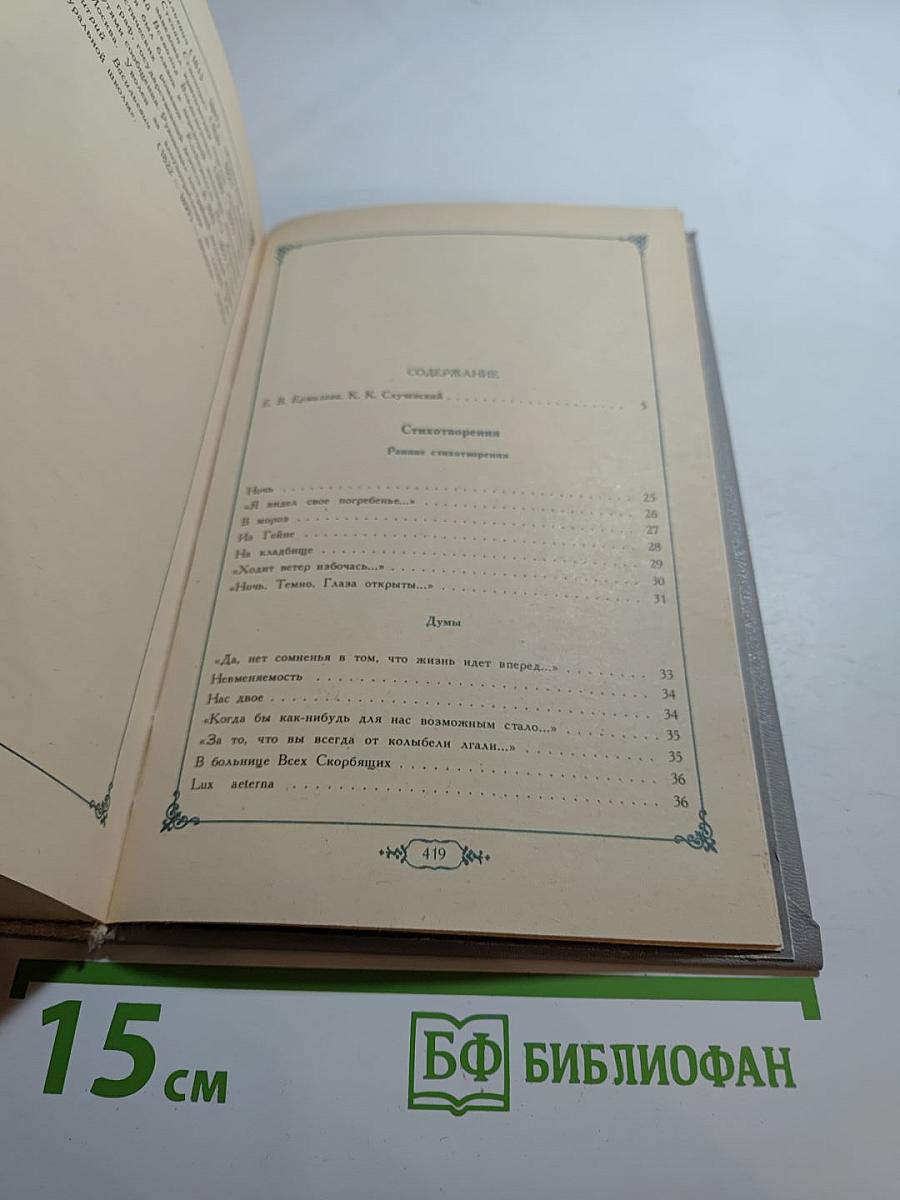 СОДЕРЖАНИЕ
Е. В. Ермилова. К. К. Случевский . . . . . . . . . . . . . . . . 5
Стихотворения
Ранние стихотворения
Ночь . . . . . . . . . . . . . . . . 25
«Я видел свое погребенье...» . . . . . . . . . . . . . . . . 26
В мороз . . . . . . . . . . . . . . . . 27
Из Гейне . . . . . . . . . . . . . . . . 28
На кладбище . . . . . . . . . . . . . . . . 29
«Ходит ветер избочась...» . . . . . . . . . . . . . . . . 30
«Ночь. Темно. Глаза открыты...» . . . . . . . . . . . . . . . . 31
Думы
«Да, нет сомненья в том, что жизнь идет вперед...» . . . . . . . . 33
Невменяемость . . . . . . . . . . . . . . . . 34
Нас двое . . . . . . . . . . . . . . . . 34
«Когда бы как-нибудь для нас возможным стало...» . . . . . . . . 35
«За то, что вы всегда от колыбели лгали...» . . . . . . . . 35
В больнице Всех Скорбящих . . . . . . . . . . . . . . . . 36
Lux aeterna . . . . . . . . . . . . . . . . 36
419
15 см
БФ БИБЛИОФАН